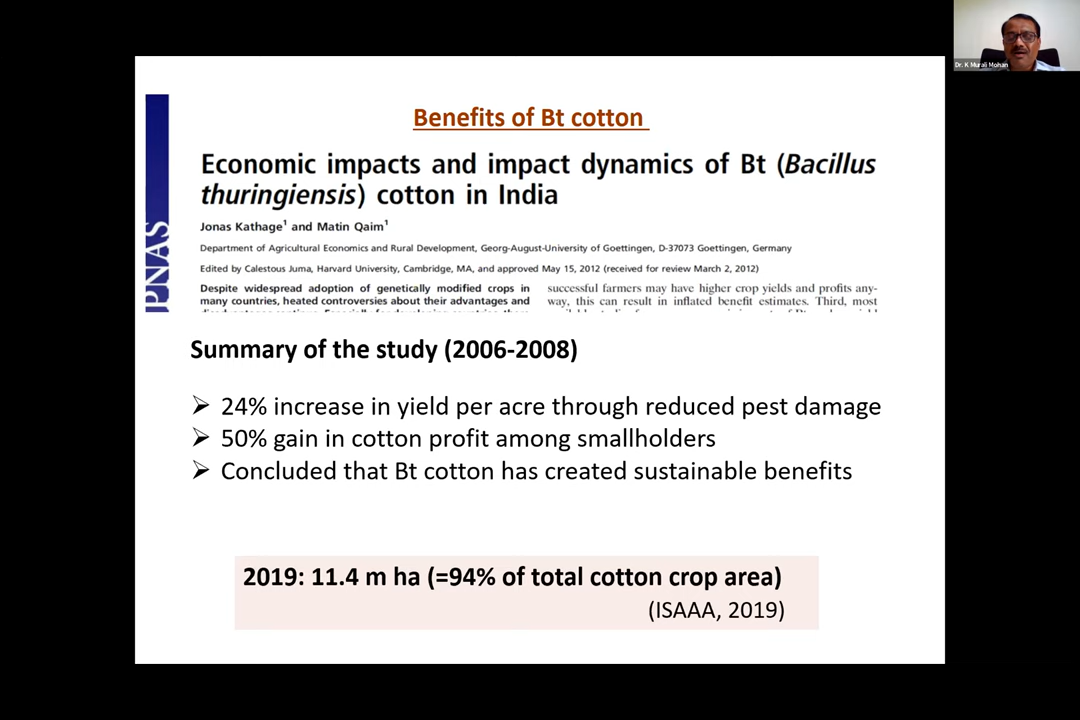 Dr. K Murali Mohan
Benefits of Bt cotton
PNAS
Economic impacts and impact dynamics of Bt (Bacillus
thuringiensis) cotton in India
Jonas Kathage¹ and Matin Qaim¹
Department of Agricultural Economics and Rural Development, Georg-August-University of Goettingen, D-37073 Goettingen, Germany
Edited by Calestous Juma, Harvard University, Cambridge, MA, and approved May 15, 2012 (received for review March 2, 2012)
Despite widespread adoption of genetically modified crops in
many countries, heated controversies about their advantages and
successful farmers may have higher crop yields and profits any-
way, this can result in inflated benefit estimates. Third, most
Summary of the study (2006-2008)
➢ 24% increase in yield per acre through reduced pest damage
➢ 50% gain in cotton profit among smallholders
➢ Concluded that Bt cotton has created sustainable benefits
2019: 11.4 m ha (=94% of total cotton crop area)
(ISAAA, 2019)